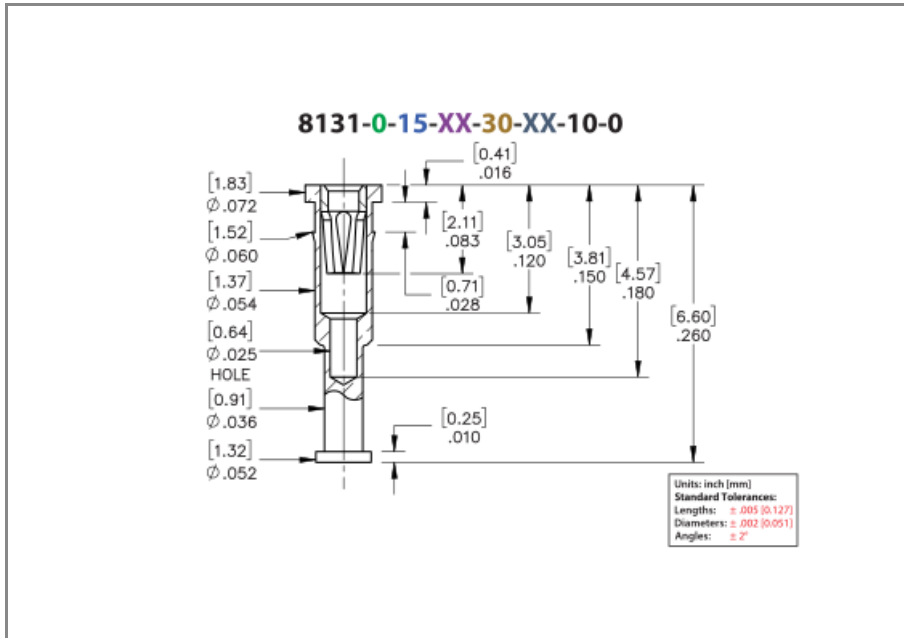 8131-0-15-XX-30-XX-10-0
[0.41]
.016
[1.83]
Ø.072
[2.11]
.083
[1.52]
Ø.060
[3.05]
.120
[3.81]
.150
[4.57]
.180
[1.37]
Ø.054
[0.71]
.028
[6.60]
.260
[0.64]
Ø.025
HOLE
[0.91]
Ø.036
[0.25]
.010
[1.32]
Ø.052
Units: inch [mm]
Standard Tolerances:
Lengths: ± .005 [0.127]
Diameters: ± .002 [0.051]
Angles: ± 2°